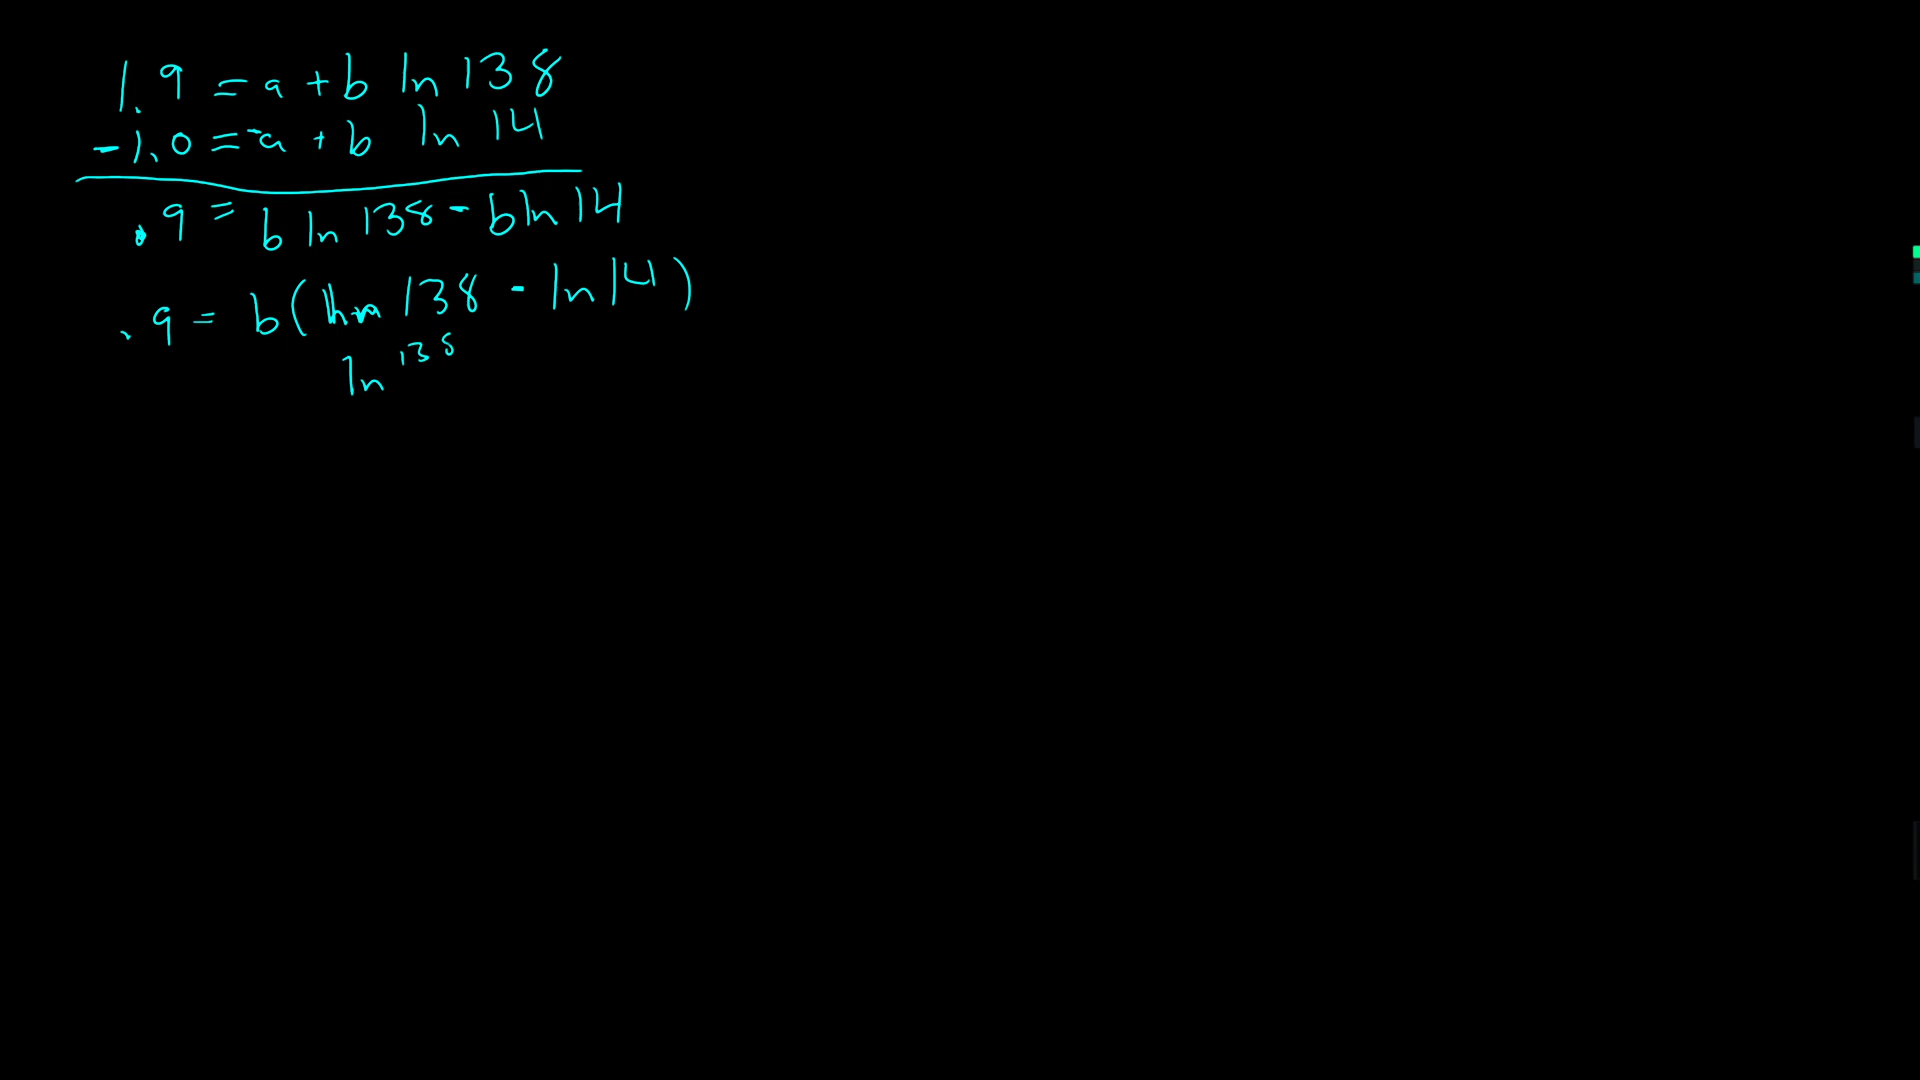 1.9 = a + b ln 138
-1.0 = -a + b ln 14
.9 = b ln 138 - b ln 14
.9 = b(ln 138 - ln 14)
ln 138